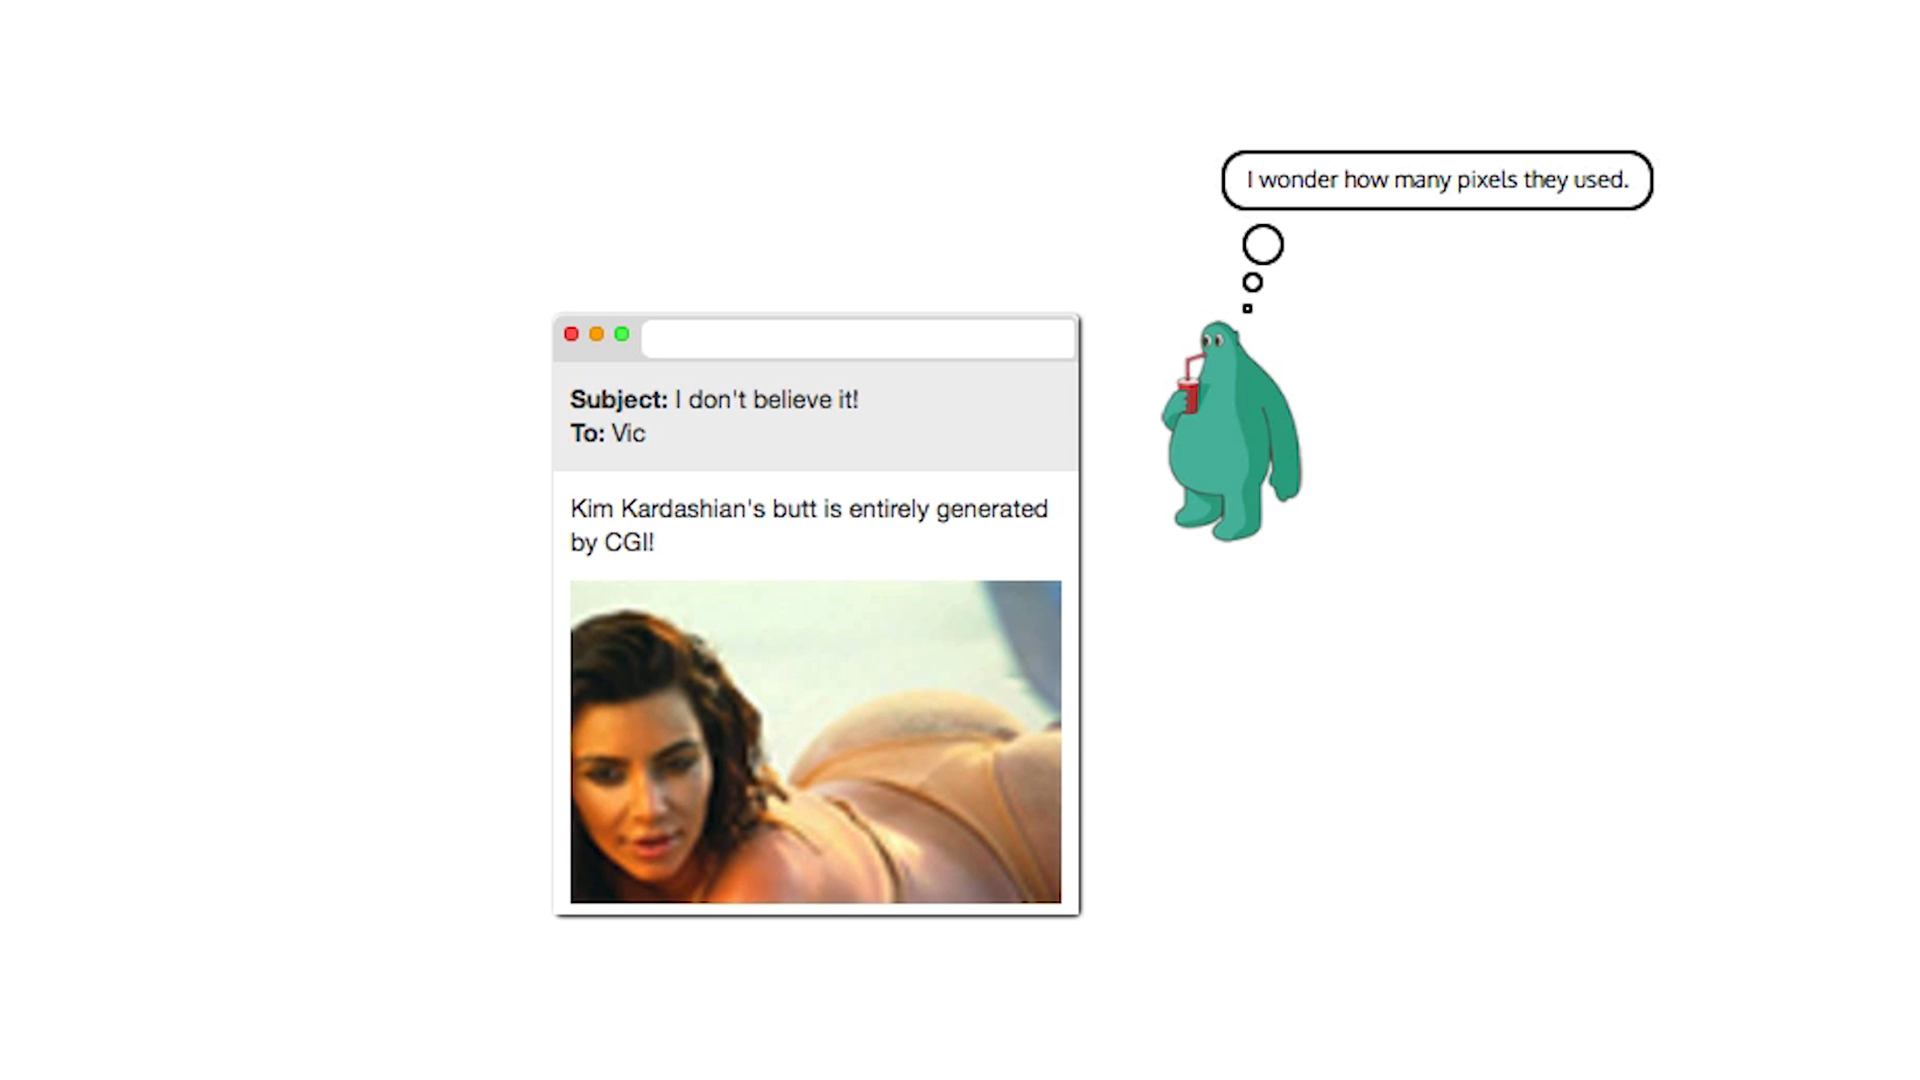 I wonder how many pixels they used.
Subject: I don't believe it!
To: Vic
Kim Kardashian's butt is entirely generated
by CGI!